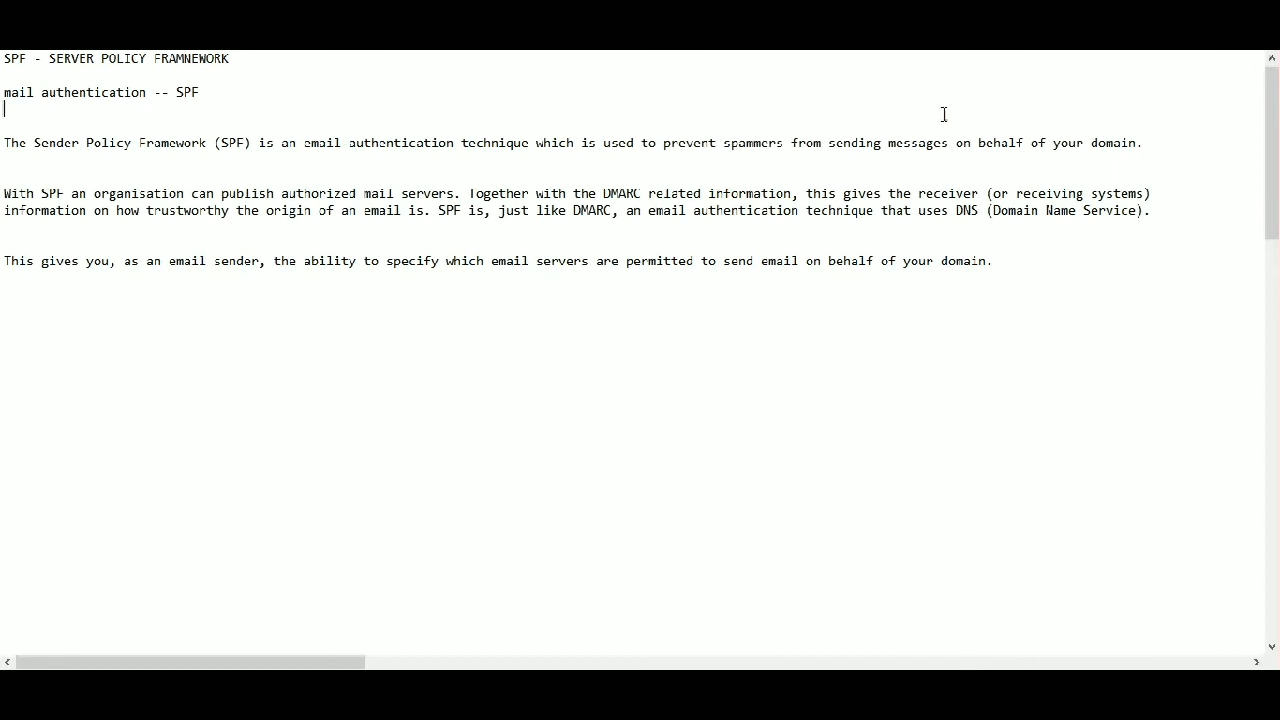 SPF - SERVER POLICY FRAMNEWORK
mail authentication -- SPF
The Sender Policy Framework (SPF) is an email authentication technique which is used to prevent spammers from sending messages on behalf of your domain.
With SPF an organisation can publish authorized mail servers. Together with the DMARC related information, this gives the receiver (or receiving systems)
information on how trustworthy the origin of an email is. SPF is, just like DMARC, an email authentication technique that uses DNS (Domain Name Service).
This gives you, as an email sender, the ability to specify which email servers are permitted to send email on behalf of your domain.